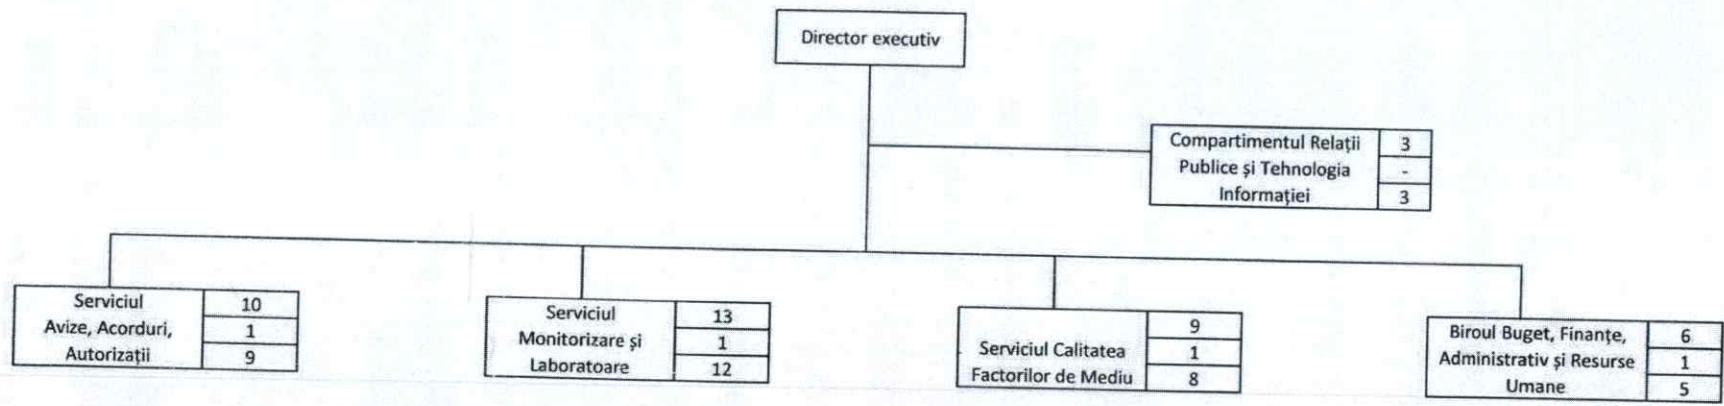 Director executiv
Compartimentul Relații
Publice și Tehnologia
Informației
3
-
3
Serviciul
Avize, Acorduri,
Autorizații
10
1
9
Serviciul
Monitorizare și
Laboratoare
13
1
12
Serviciul Calitatea
Factorilor de Mediu
9
1
8
Biroul Buget, Finanțe,
Administrativ și Resurse
Umane
6
1
5